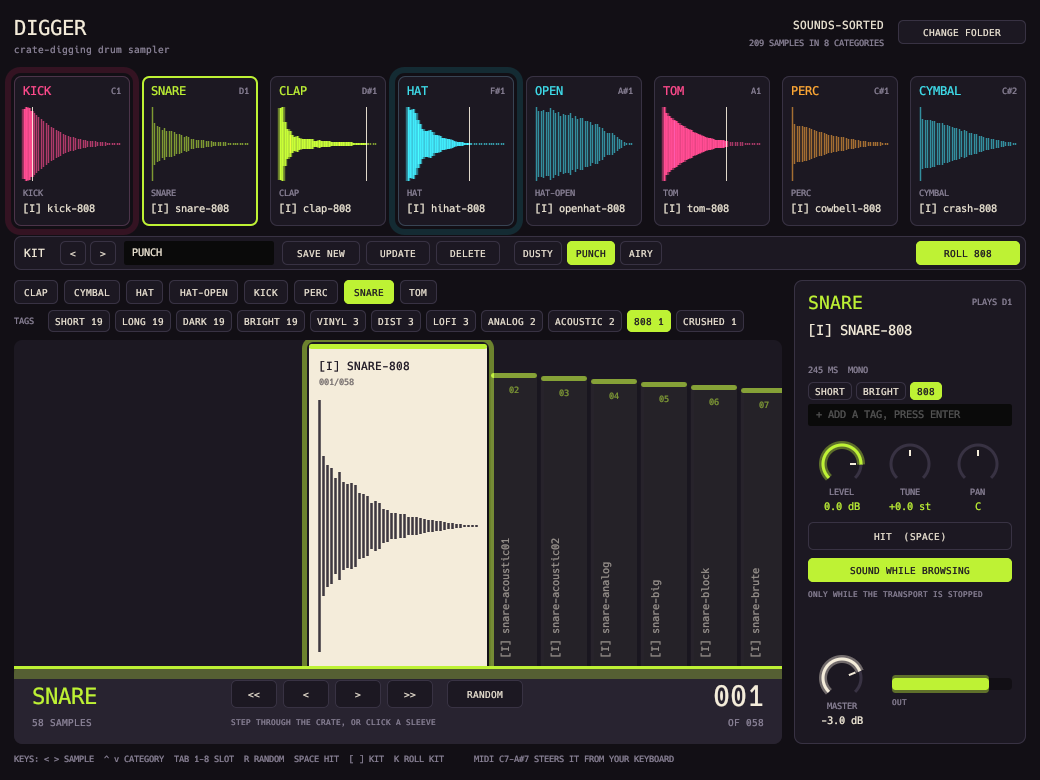 DIGGER
crate-digging drum sampler
SOUNDS-SORTED
209 SAMPLES IN 8 CATEGORIES
CHANGE FOLDER
KICK C1
KICK
[I] kick-808
SNARE D1
SNARE
[I] snare-808
CLAP D#1
CLAP
[I] clap-808
HAT F#1
HAT
[I] hihat-808
OPEN A#1
HAT-OPEN
[I] openhat-808
TOM A1
TOM
[I] tom-808
PERC C#1
PERC
[I] cowbell-808
CYMBAL C#2
CYMBAL
[I] crash-808
KIT < > PUNCH SAVE NEW UPDATE DELETE DUSTY PUNCH AIRY ROLL 808
CLAP CYMBAL HAT HAT-OPEN KICK PERC SNARE TOM
TAGS SHORT 19 LONG 19 DARK 19 BRIGHT 19 VINYL 3 DIST 3 LOFI 3 ANALOG 2 ACOUSTIC 2 808 1 CRUSHED 1
[I] SNARE-808
001/058
02
[I] snare-acoustic01
03
[I] snare-acoustic02
04
[I] snare-analog
05
[I] snare-big
06
[I] snare-block
07
[I] snare-brute
SNARE
58 SAMPLES
<< < > >> RANDOM
STEP THROUGH THE CRATE, OR CLICK A SLEEVE
001
OF 058
SNARE PLAYS D1
[I] SNARE-808
245 MS MONO
SHORT BRIGHT 808
+ ADD A TAG, PRESS ENTER
LEVEL TUNE PAN
0.0 dB +0.0 st C
HIT (SPACE)
SOUND WHILE BROWSING
ONLY WHILE THE TRANSPORT IS STOPPED
MASTER
-3.0 dB
OUT
KEYS: < > SAMPLE ^ v CATEGORY TAB 1-8 SLOT R RANDOM SPACE HIT [ ] KIT K ROLL KIT MIDI C7-A#7 STEERS IT FROM YOUR KEYBOARD